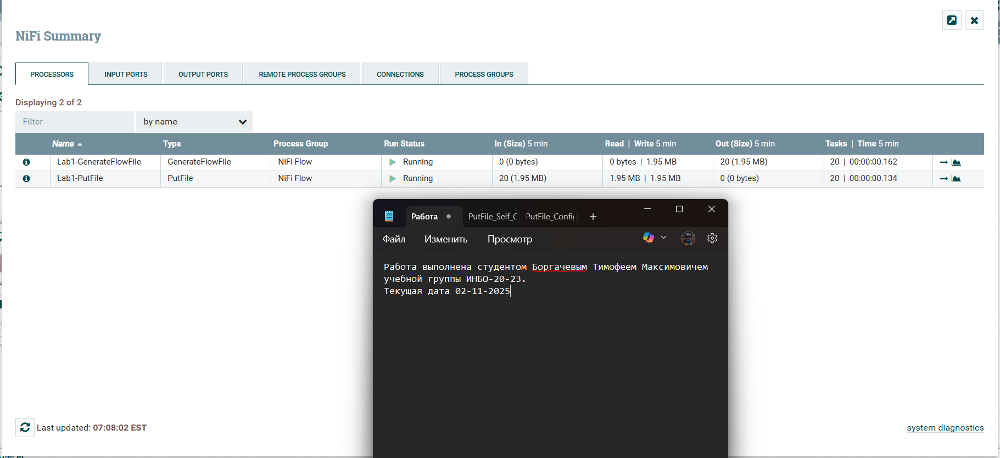 NiFi Summary
PROCESSORS INPUT PORTS OUTPUT PORTS REMOTE PROCESS GROUPS CONNECTIONS PROCESS GROUPS
Displaying 2 of 2
Filter by name
Name Type Process Group Run Status In (Size) 5 min Read | Write 5 min Out (Size) 5 min Tasks | Time 5 min
Lab1-GenerateFlowFile GenerateFlowFile NiFi Flow Running 0 (0 bytes) 0 bytes | 1.95 MB 20 (1.95 MB) 20 | 00:00:00.162
Lab1-PutFile PutFile NiFi Flow Running 20 (1.95 MB) 1.95 MB | 1.95 MB 0 (0 bytes) 20 | 00:00:00.134
Работа PutFile_Self_C PutFile_Config
Файл Изменить Просмотр
Работа выполнена студентом Боргачевым Тимофеем Максимовичем
учебной группы ИНБО-20-23.
Текущая дата 02-11-2025
Last updated: 07:08:02 EST
system diagnostics